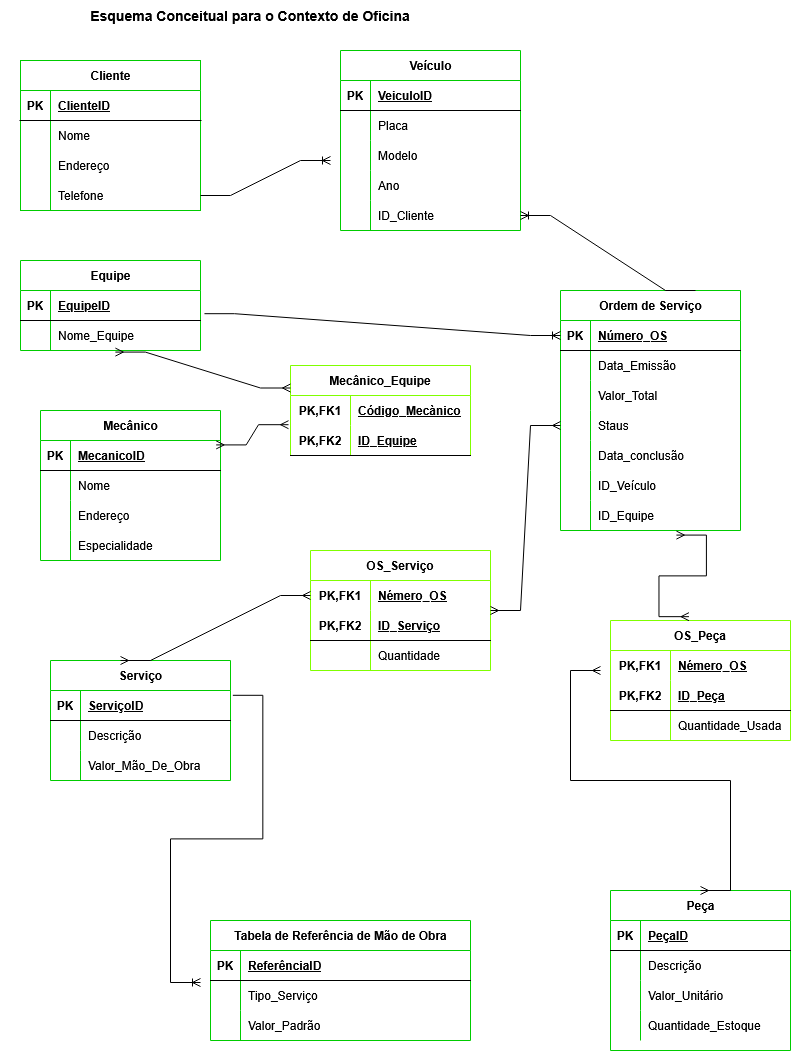 Esquema Conceitual para o Contexto de Oficina
Cliente
PK ClienteID
Nome
Endereço
Telefone
Veículo
PK VeiculoID
Placa
Modelo
Ano
ID_Cliente
Equipe
PK EquipeID
Nome_Equipe
Ordem de Serviço
PK Número_OS
Data_Emissão
Valor_Total
Staus
Data_conclusão
ID_Veículo
ID_Equipe
Mecânico_Equipe
PK,FK1 Código_Mecànico
PK,FK2 ID_Equipe
Mecânico
PK MecanicoID
Nome
Endereço
Especialidade
OS_Serviço
PK,FK1 Némero_OS
PK,FK2 ID_Serviço
Quantidade
OS_Peça
PK,FK1 Némero_OS
PK,FK2 ID_Peça
Quantidade_Usada
Serviço
PK ServiçoID
Descrição
Valor_Mão_De_Obra
Tabela de Referência de Mão de Obra
PK ReferênciaID
Tipo_Serviço
Valor_Padrão
Peça
PK PeçaID
Descrição
Valor_Unitário
Quantidade_Estoque